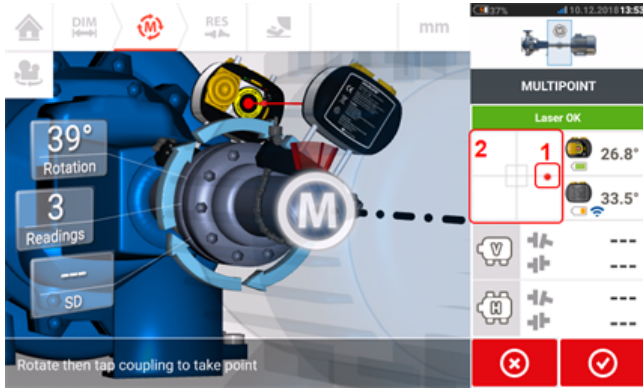 DIM
M
RES
mm
37%
10.12.2018 13:53
MULTIPOINT
Laser OK
39°
Rotation
2
1
26.8°
3
Readings
33.5°
M
---
SD
V
---
---
H
---
---
Rotate then tap coupling to take point